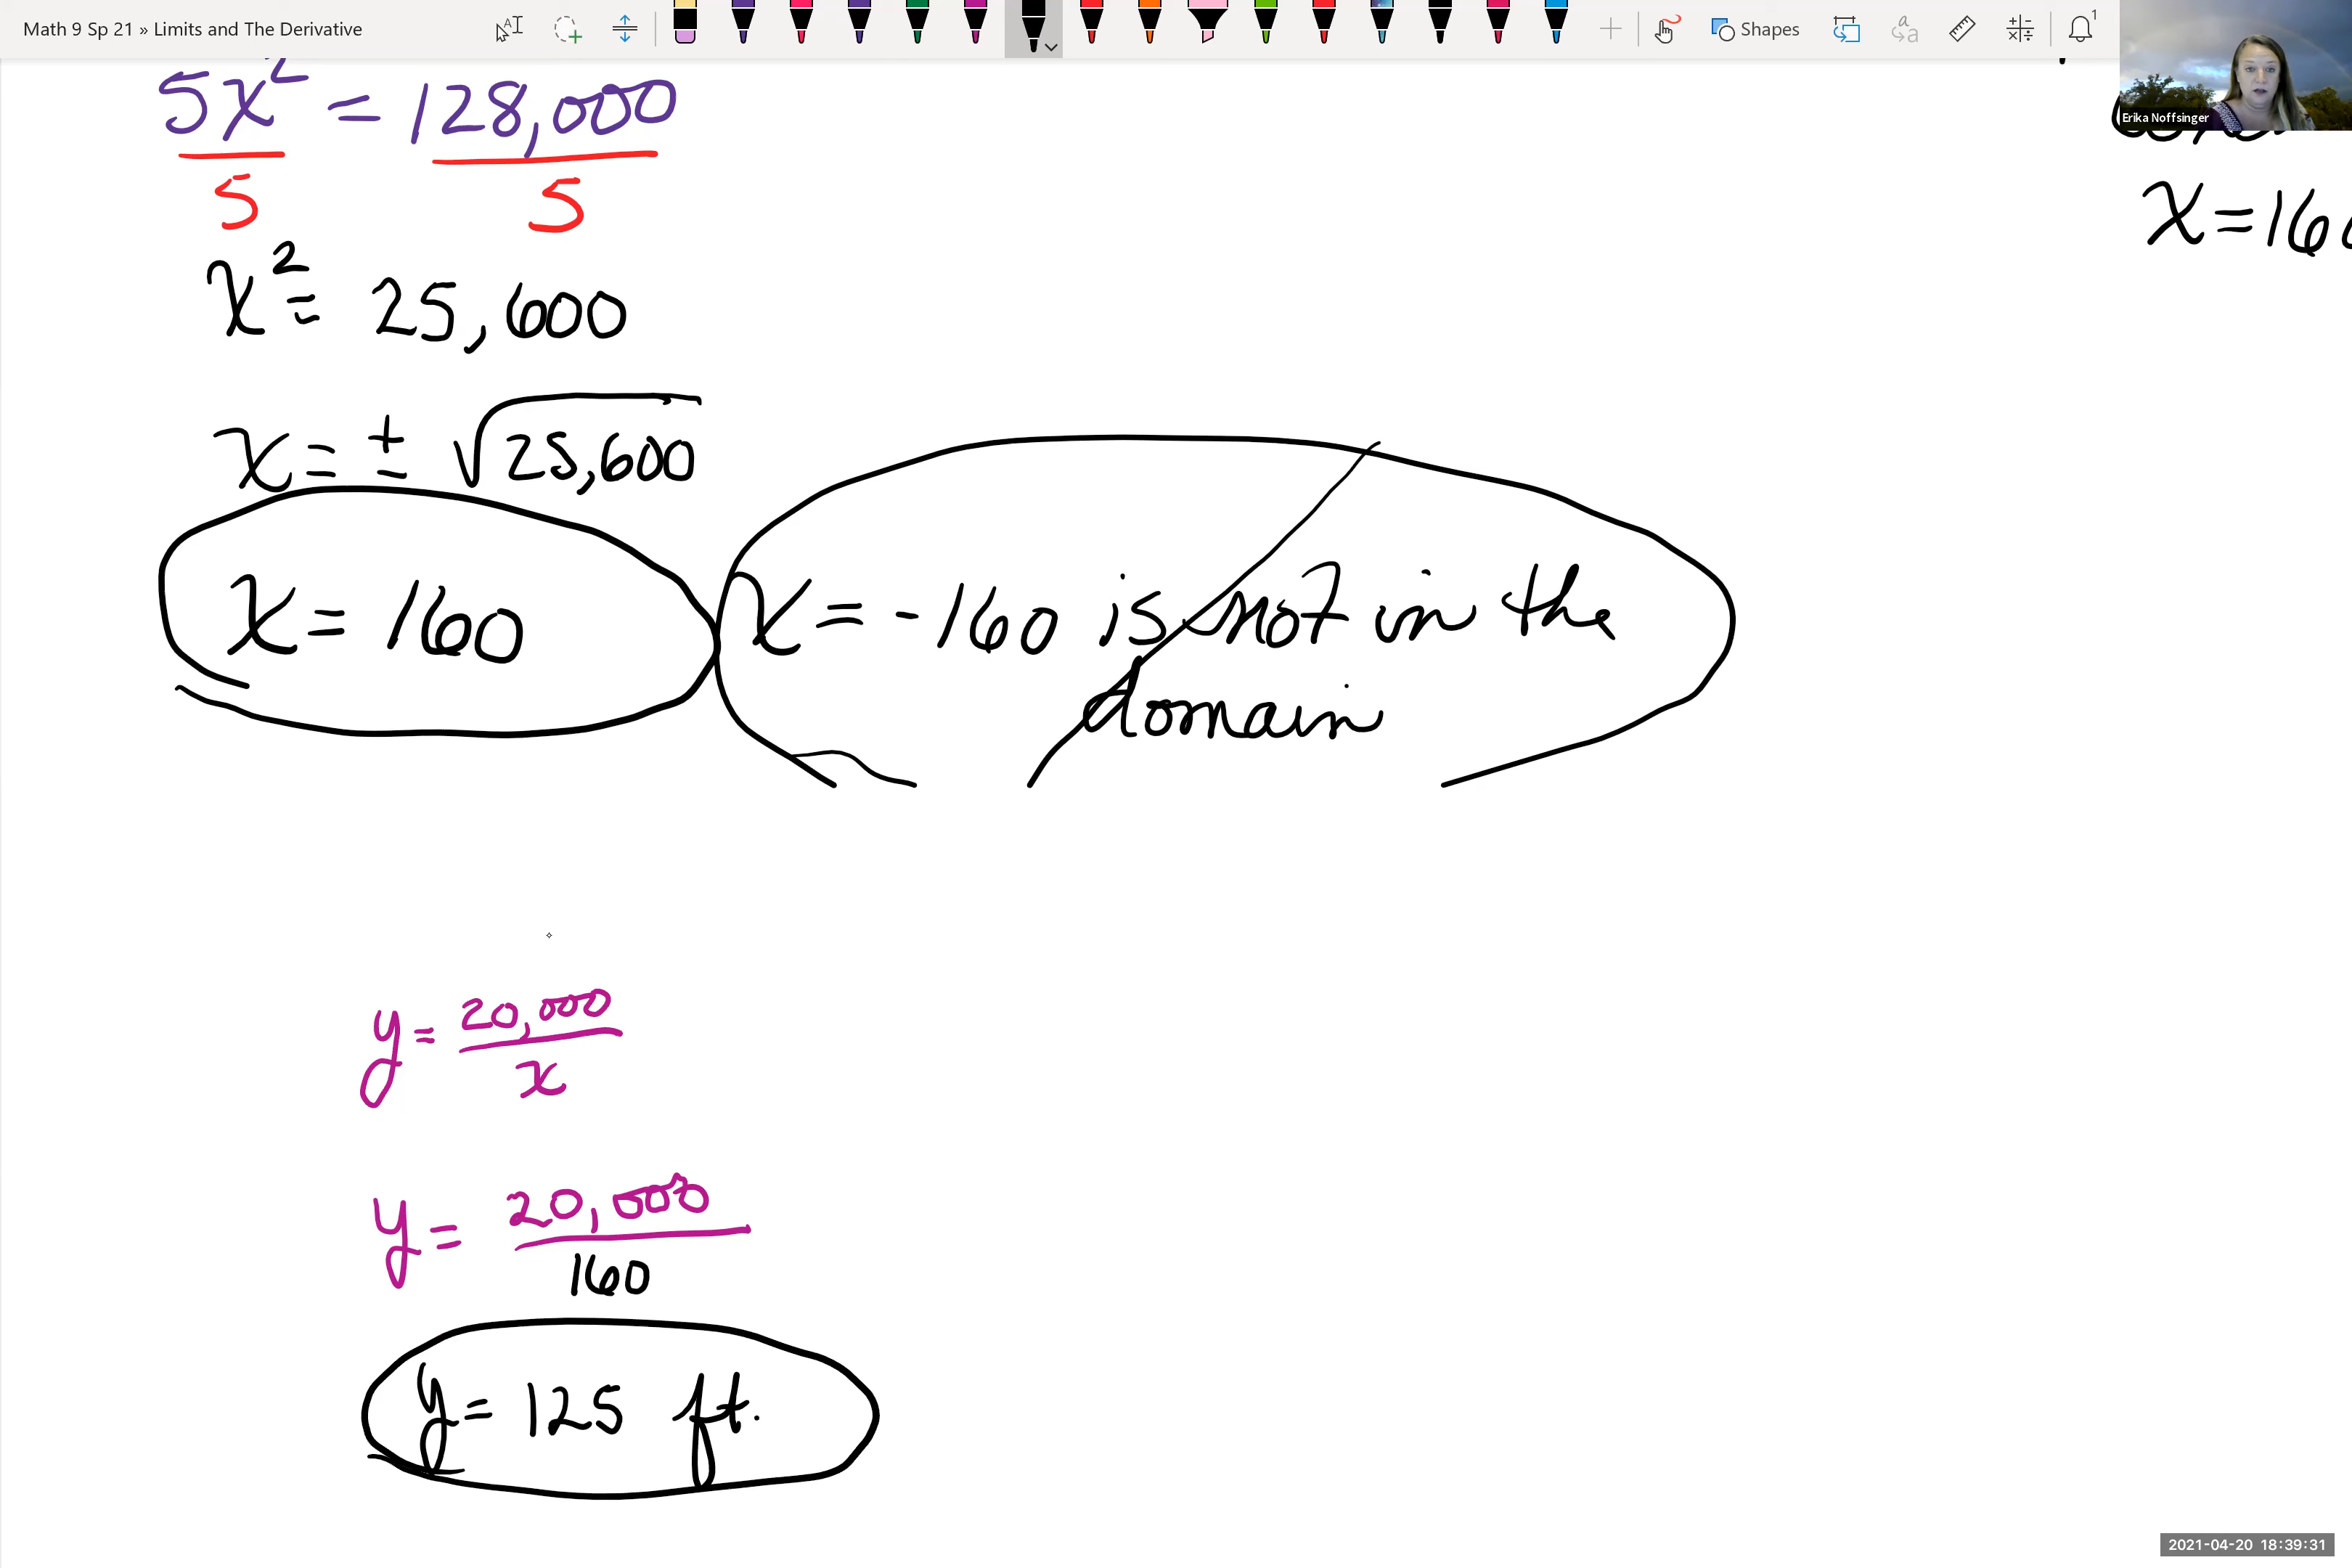 Math 9 Sp 21 » Limits and The Derivative
Shapes
1
Erika Noffsinger
5x² = 128,000
5 5
x² = 25,600
x = ± √25,600
x = 160
x = -160 is not in the
domain
x=16
y = 20,000
x
y = 20,000
160
y = 125 ft.
2021-04-20 18:39:31